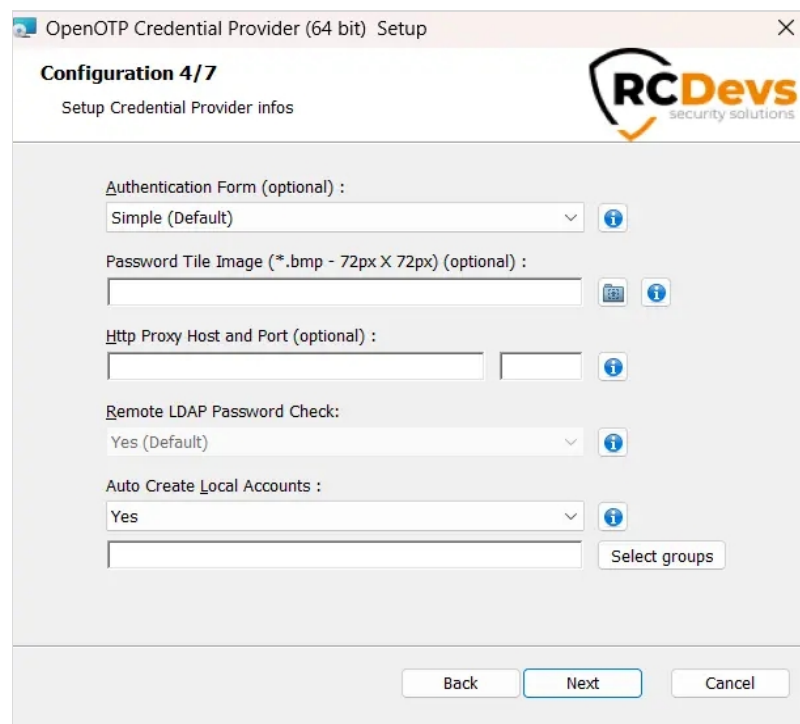 OpenOTP Credential Provider (64 bit) Setup
Configuration 4/7
Setup Credential Provider infos
RCDevs
security solutions
Authentication Form (optional) :
Simple (Default)
Password Tile Image (*.bmp - 72px X 72px) (optional) :
Http Proxy Host and Port (optional) :
Remote LDAP Password Check:
Yes (Default)
Auto Create Local Accounts :
Yes
Select groups
Back Next Cancel